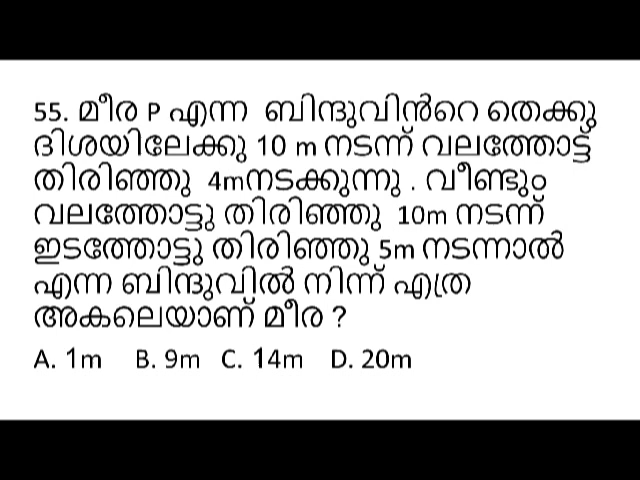 55. മീര P എന്ന ബിന്ദുവിൻറെ തെക്കു
ദിശയിലേക്കു 10 m നടന്ന് വലത്തോട്ട്
തിരിഞ്ഞു 4mനടക്കുന്നു . വീണ്ടും
വലത്തോട്ടു തിരിഞ്ഞു 10m നടന്ന്
ഇടത്തോട്ടു തിരിഞ്ഞു 5m നടന്നാൽ
എന്ന ബിന്ദുവിൽ നിന്ന് എത്ര
അകലെയാണ് മീര ?
A. 1m B. 9m C. 14m D. 20m